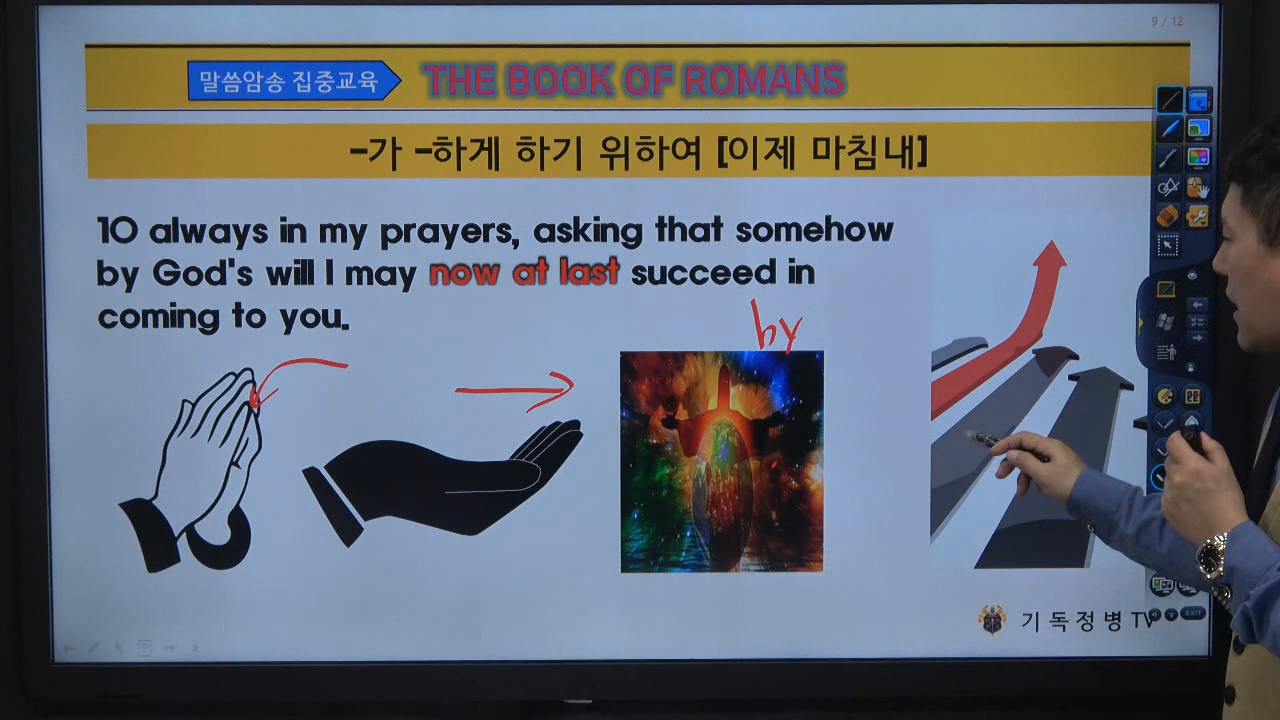 9 / 12
말씀암송 집중교육
THE BOOK OF ROMANS
-가 -하게 하기 위하여 [이제 마침내]
10 always in my prayers, asking that somehow
by God's will I may now at last succeed in
coming to you.
by
기독정병 TV
EXIT